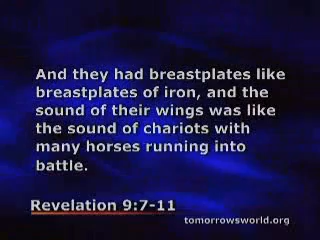 And they had breastplates like
breastplates of iron, and the
sound of their wings was like
the sound of chariots with
many horses running into
battle.
Revelation 9:7-11
tomorrowsworld.org